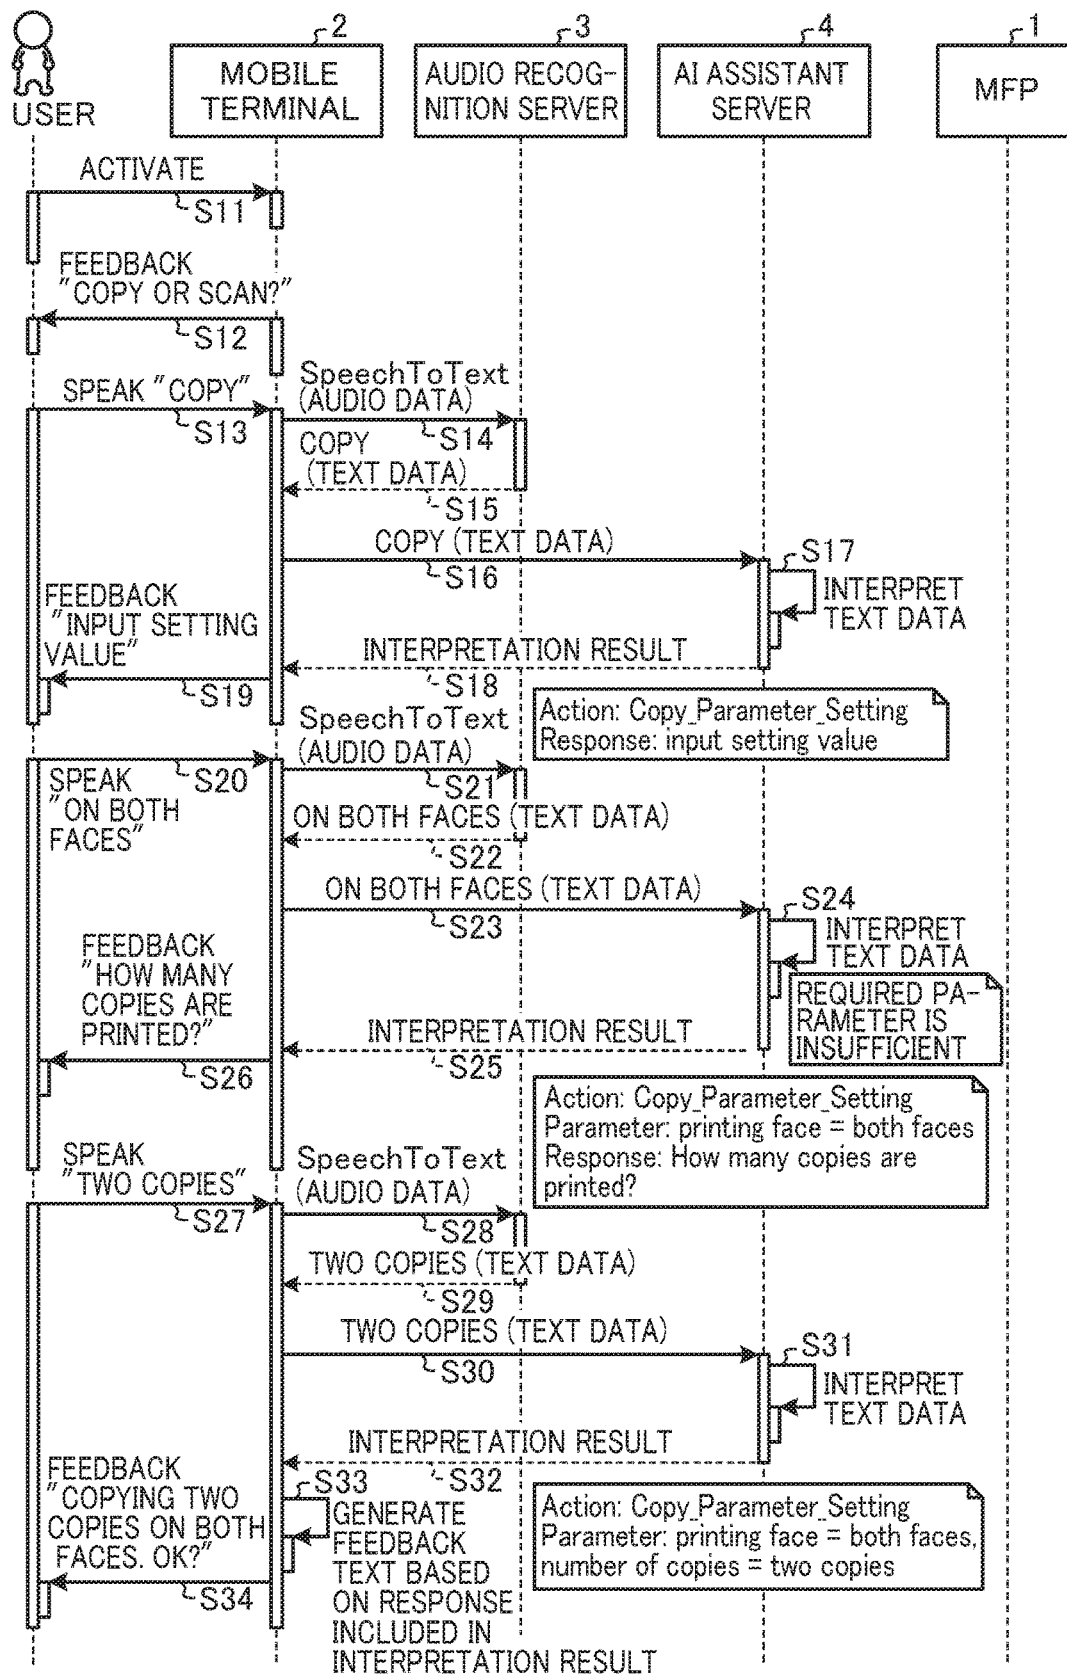 2
3
4
1
USER
MOBILE
TERMINAL
AUDIO RECOG-
NITION SERVER
AI ASSISTANT
SERVER
MFP
ACTIVATE
S11
FEEDBACK
"COPY OR SCAN?"
S12
SPEAK "COPY"
S13
SpeechToText
(AUDIO DATA)
S14
COPY
(TEXT DATA)
S15
COPY (TEXT DATA)
S16
S17
INTERPRET
TEXT DATA
INTERPRETATION RESULT
S18
FEEDBACK
"INPUT SETTING
VALUE"
S19
Action: Copy_Parameter_Setting
Response: input setting value
SPEAK
"ON BOTH
FACES"
S20
SpeechToText
(AUDIO DATA)
S21
ON BOTH FACES (TEXT DATA)
S22
ON BOTH FACES (TEXT DATA)
S23
S24
INTERPRET
TEXT DATA
REQUIRED PA-
RAMETER IS
INSUFFICIENT
INTERPRETATION RESULT
S25
FEEDBACK
"HOW MANY
COPIES ARE
PRINTED?"
S26
Action: Copy_Parameter_Setting
Parameter: printing face = both faces
Response: How many copies are
printed?
SPEAK
"TWO COPIES"
S27
SpeechToText
(AUDIO DATA)
S28
TWO COPIES (TEXT DATA)
S29
TWO COPIES (TEXT DATA)
S30
S31
INTERPRET
TEXT DATA
INTERPRETATION RESULT
S32
Action: Copy_Parameter_Setting
Parameter: printing face = both faces,
number of copies = two copies
S33
GENERATE
FEEDBACK
TEXT BASED
ON RESPONSE
INCLUDED IN
INTERPRETATION RESULT
FEEDBACK
"COPYING TWO
COPIES ON BOTH
FACES. OK?"
S34